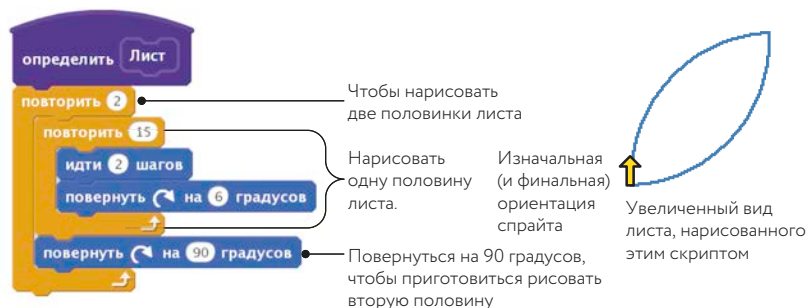 определить Лист
повторить 2
повторить 15
идти 2 шагов
повернуть на 6 градусов
повернуть на 90 градусов
Чтобы нарисовать
две половинки листа
Нарисовать
одну половину
листа.
Изначальная
(и финальная)
ориентация
спрайта
Увеличенный вид
листа, нарисованного
этим скриптом
Повернуться на 90 градусов,
чтобы приготовиться рисовать
вторую половину